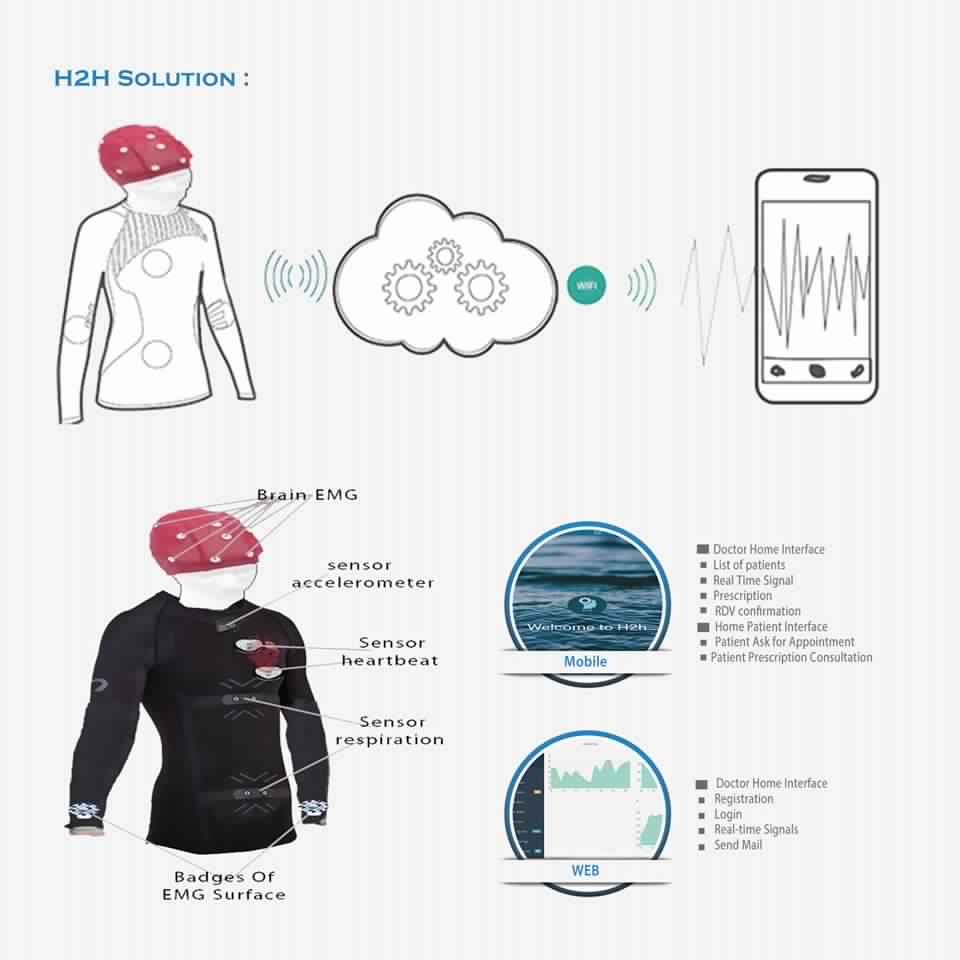 H2H Solution :
WIFI
Brain EMG
sensor
accelerometer
Sensor
heartbeat
Sensor
respiration
Badges Of
EMG Surface
Welcome to H2h
Mobile
Doctor Home Interface
List of patients
Real Time Signal
Prescription
RDV confirmation
Home Patient Interface
Patient Ask for Appointment
Patient Prescription Consultation
WEB
Doctor Home Interface
Registration
Login
Real-time Signals
Send Mail